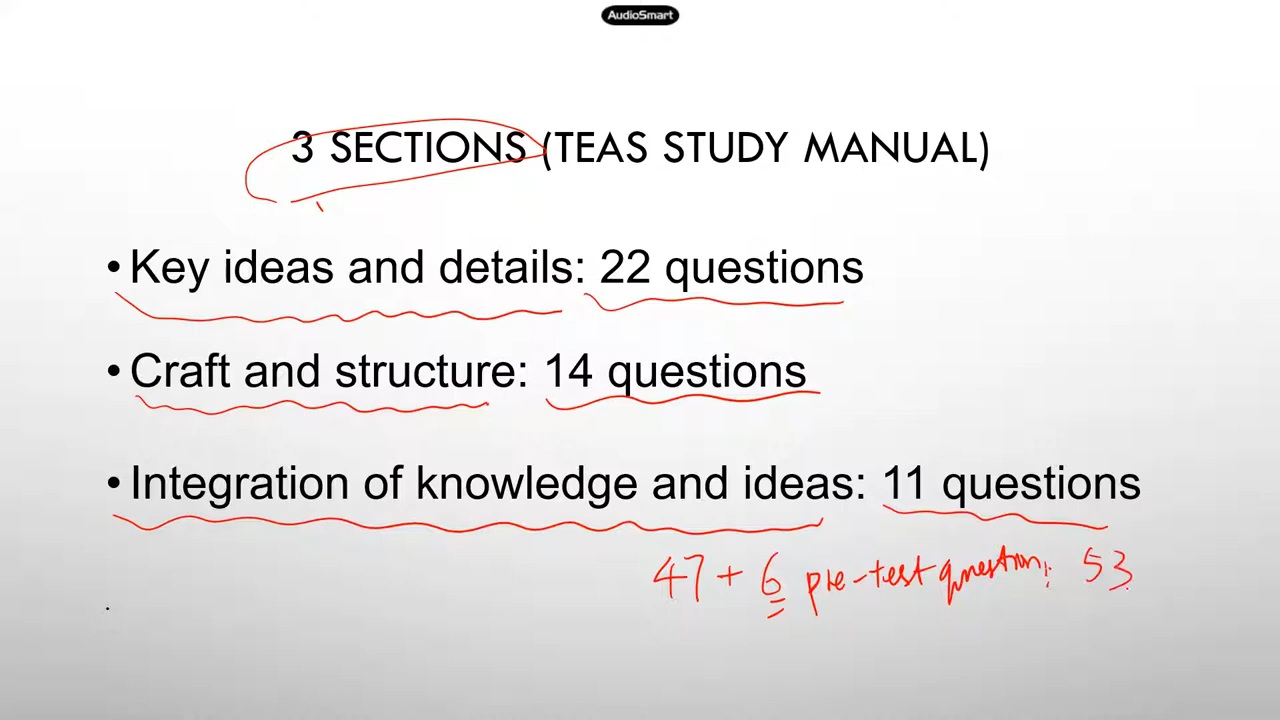 AudioSmart
3 SECTIONS (TEAS STUDY MANUAL)
• Key ideas and details: 22 questions
• Craft and structure: 14 questions
• Integration of knowledge and ideas: 11 questions
47 + 6 pre-test question: 53